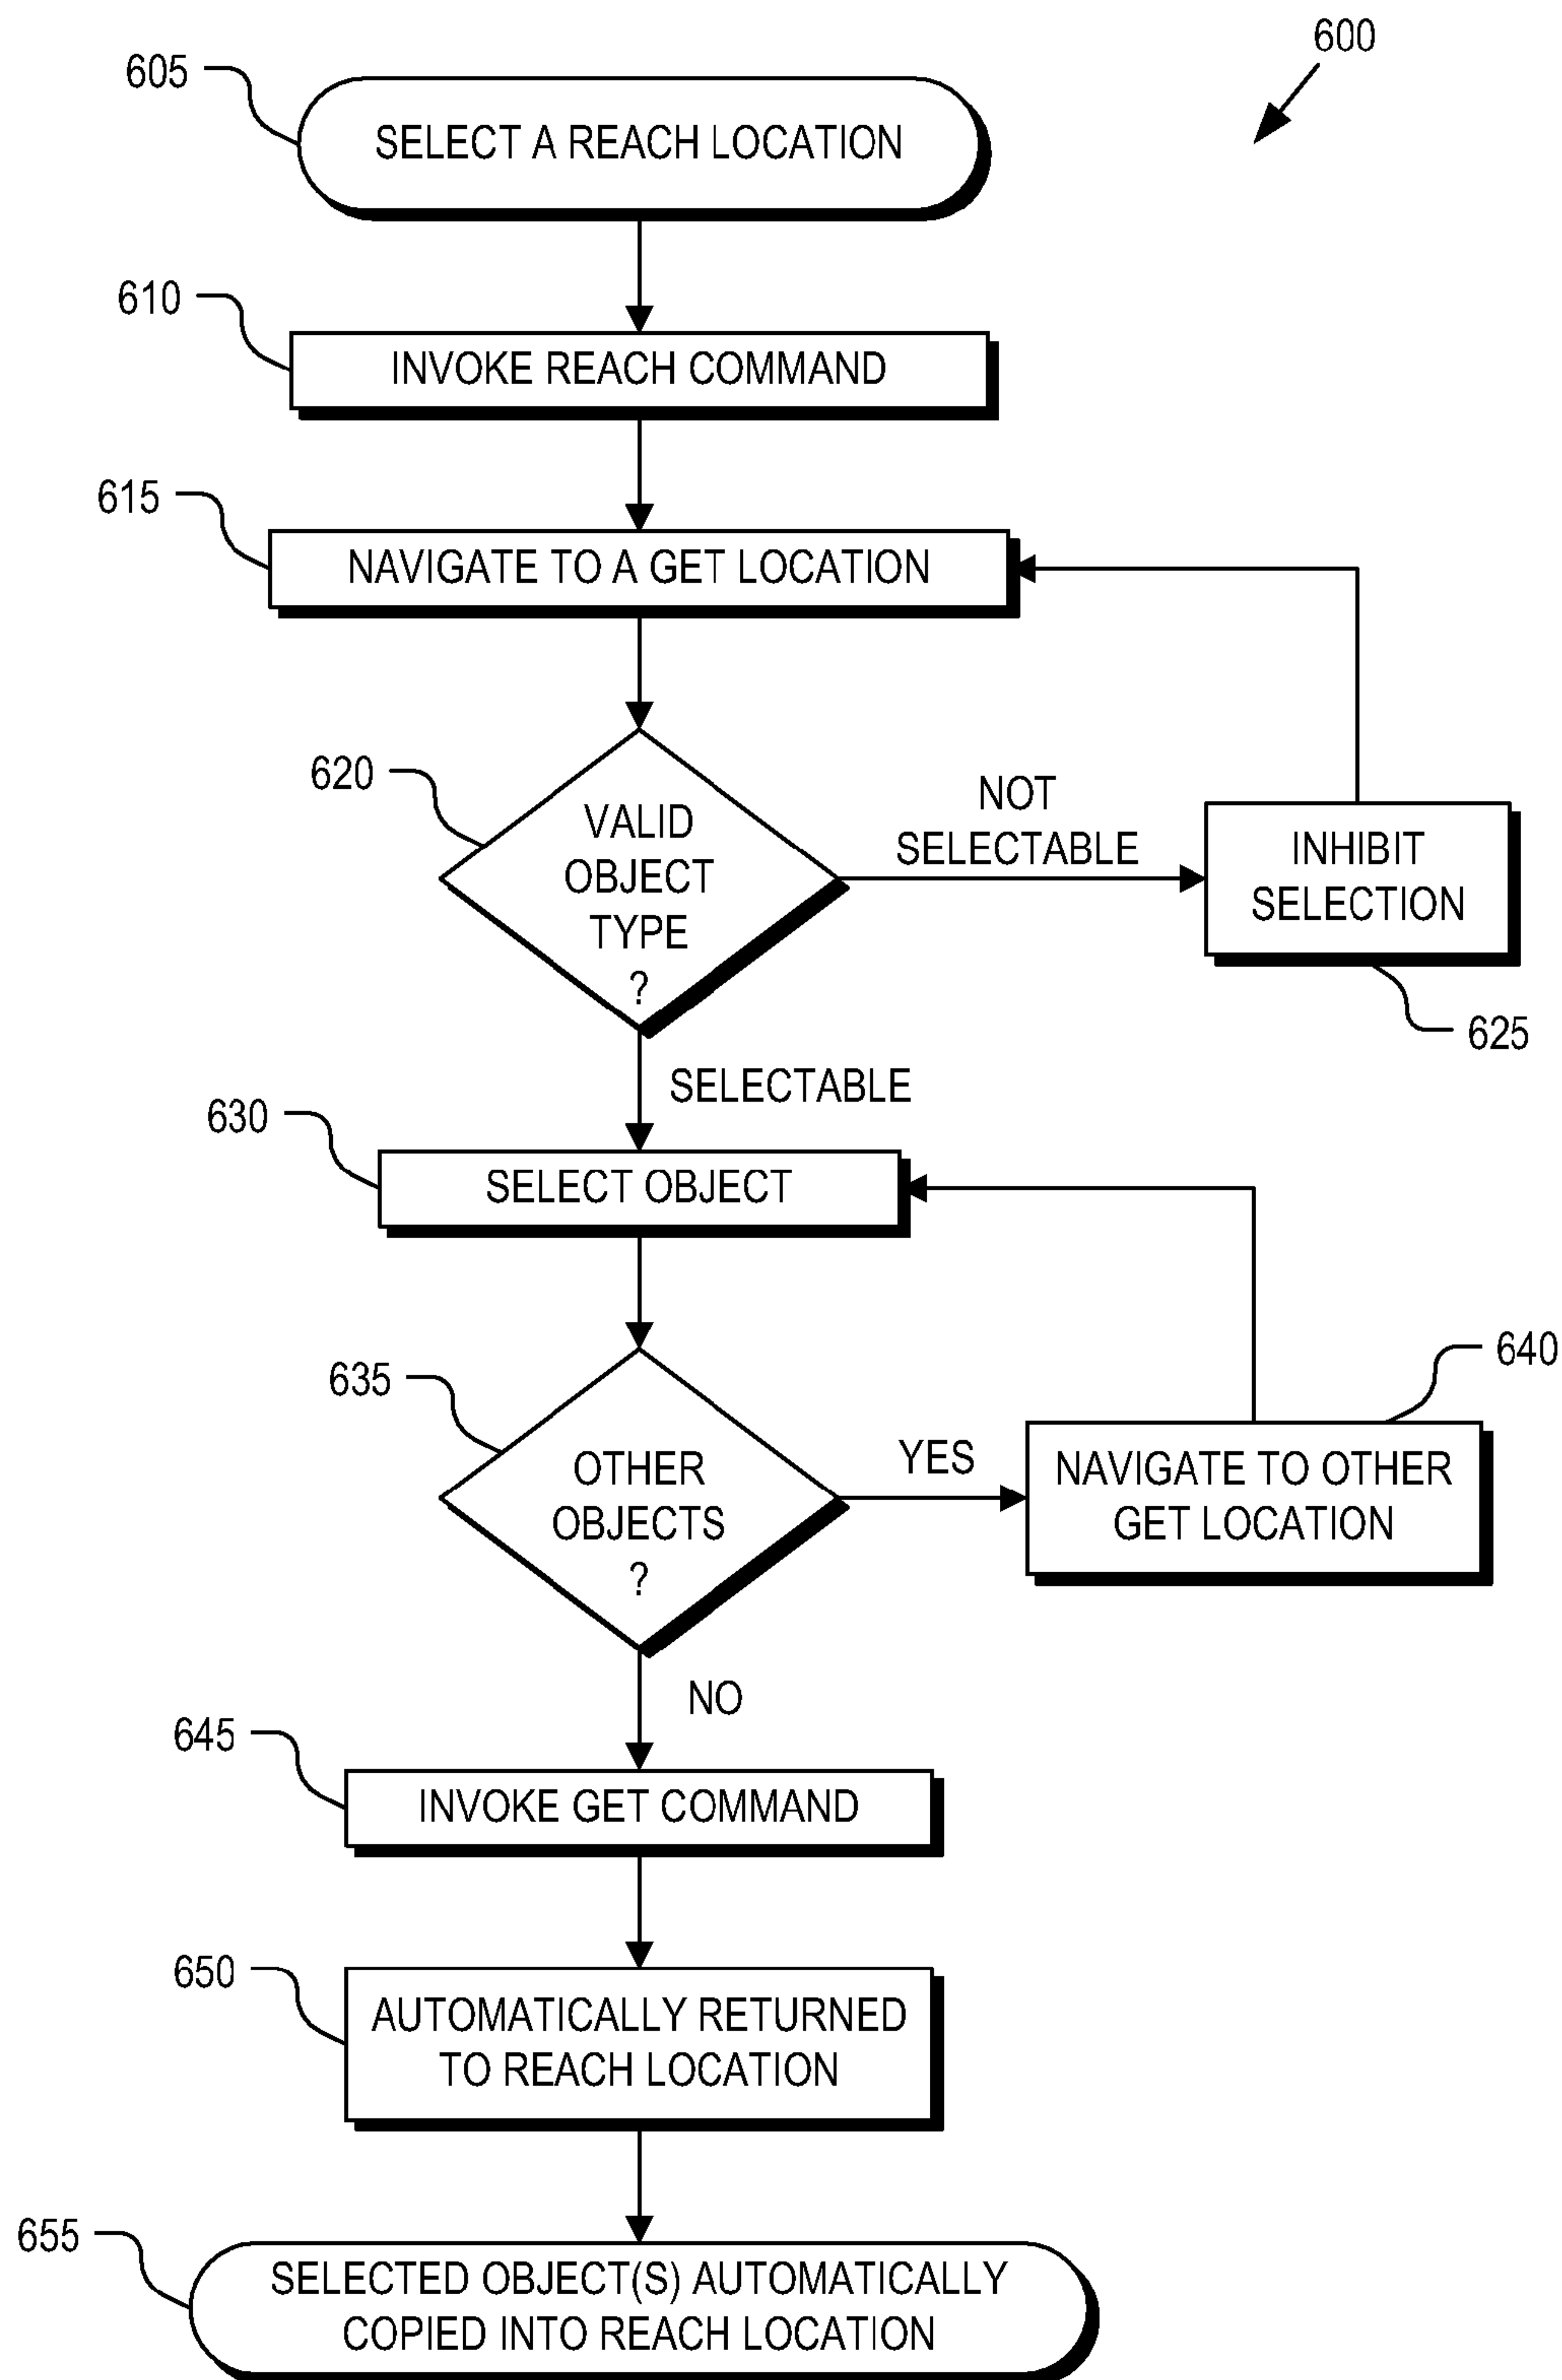 600
605
SELECT A REACH LOCATION
610
INVOKE REACH COMMAND
615
NAVIGATE TO A GET LOCATION
620
VALID
OBJECT
TYPE
?
NOT
SELECTABLE
INHIBIT
SELECTION
625
SELECTABLE
630
SELECT OBJECT
635
OTHER
OBJECTS
?
YES
640
NAVIGATE TO OTHER
GET LOCATION
NO
645
INVOKE GET COMMAND
650
AUTOMATICALLY RETURNED
TO REACH LOCATION
655
SELECTED OBJECT(S) AUTOMATICALLY
COPIED INTO REACH LOCATION